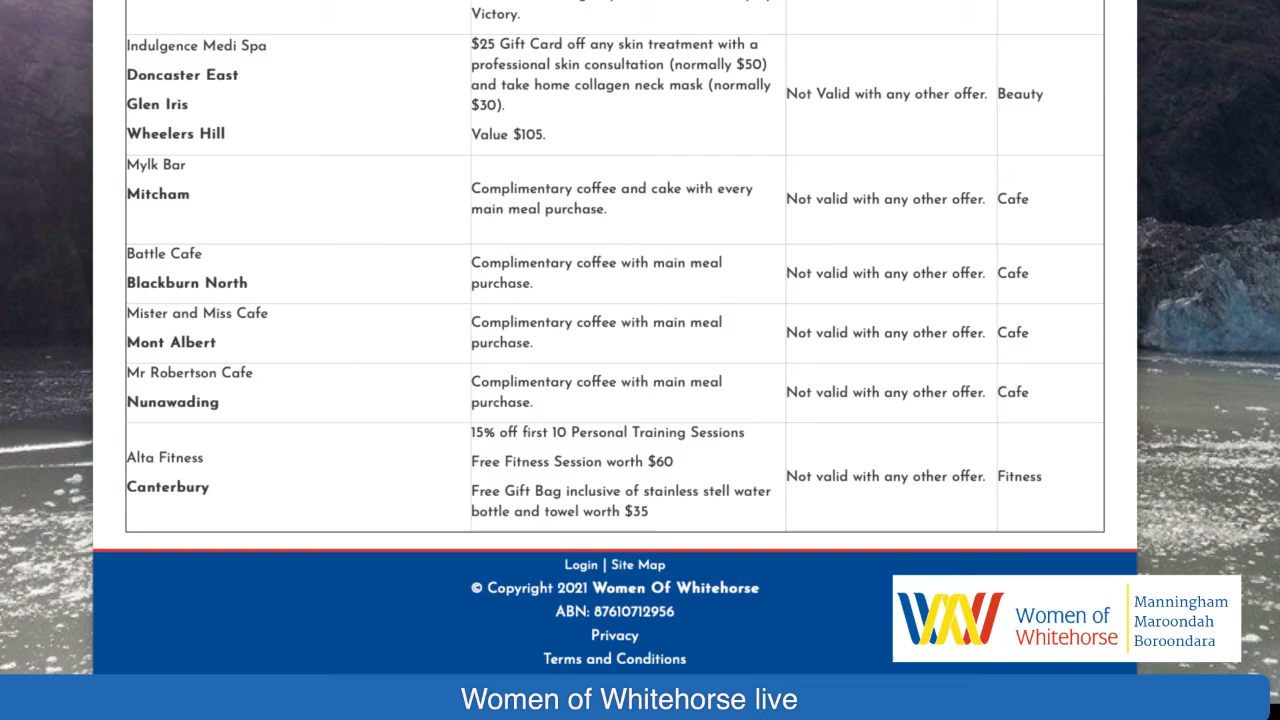 Victory.
Indulgence Medi Spa
Doncaster East
Glen Iris
Wheelers Hill
$25 Gift Card off any skin treatment with a
professional skin consultation (normally $50)
and take home collagen neck mask (normally
$30).
Value $105.
Not Valid with any other offer.
Beauty
Mylk Bar
Mitcham
Complimentary coffee and cake with every
main meal purchase.
Not valid with any other offer.
Cafe
Battle Cafe
Blackburn North
Complimentary coffee with main meal
purchase.
Not valid with any other offer.
Cafe
Mister and Miss Cafe
Mont Albert
Complimentary coffee with main meal
purchase.
Not valid with any other offer.
Cafe
Mr Robertson Cafe
Nunawading
Complimentary coffee with main meal
purchase.
Not valid with any other offer.
Cafe
Alta Fitness
Canterbury
15% off first 10 Personal Training Sessions
Free Fitness Session worth $60
Free Gift Bag inclusive of stainless stell water
bottle and towel worth $35
Not valid with any other offer.
Fitness
Login | Site Map
© Copyright 2021 Women Of Whitehorse
ABN: 87610712956
Privacy
Terms and Conditions
Women of
Whitehorse
Manningham
Maroondah
Boroondara
Women of Whitehorse live